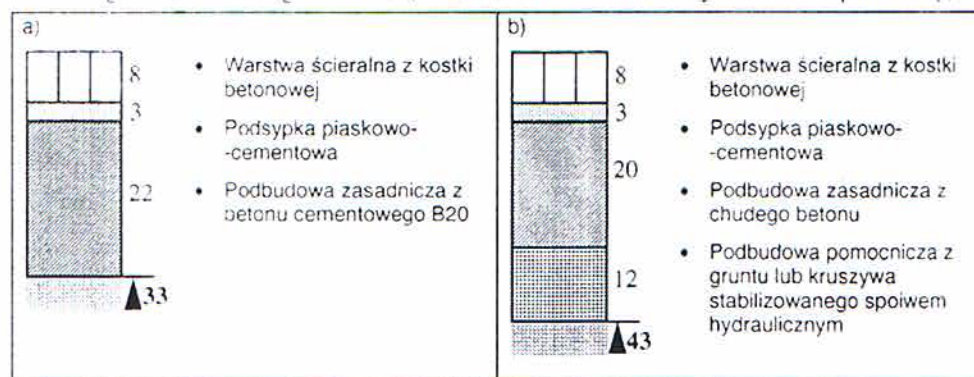 a)
8
3
22
33
• Warstwa ścieralna z kostki
betonowej
• Podsypka piaskowo-
-cementowa
• Podbudowa zasadnicza z
betonu cementowego B20
b)
8
3
20
12
43
• Warstwa ścieralna z kostki
betonowej
• Podsypka piaskowo-
-cementowa
• Podbudowa zasadnicza z
chudego betonu
• Podbudowa pomocnicza z
gruntu lub kruszywa
stabilizowanego spoiwem
hydraulicznym